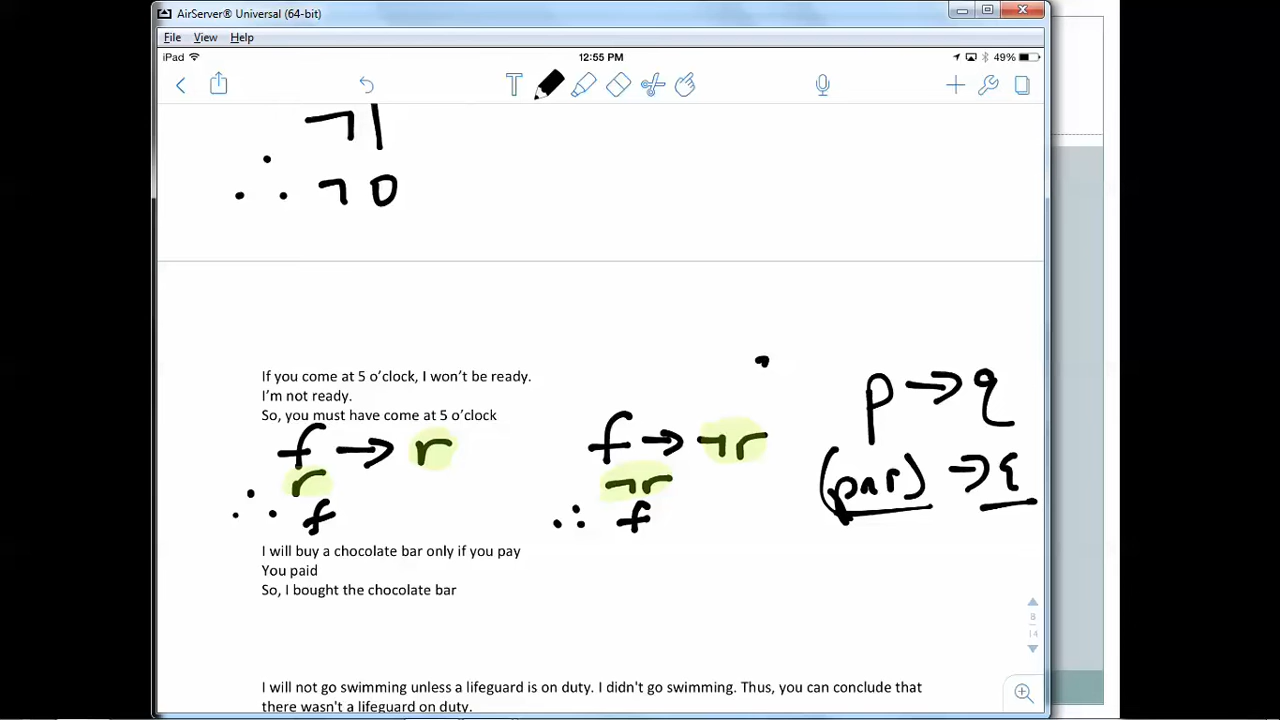 AirServer® Universal (64-bit)
File View Help
iPad 12:55 PM 49%
T
¬l
∴ ¬o
If you come at 5 o'clock, I won't be ready.
I'm not ready.
So, you must have come at 5 o'clock
f → r
r
∴ f
f → ¬r
¬r
∴ f
p → q
(p∧r) → q
I will buy a chocolate bar only if you pay
You paid
So, I bought the chocolate bar
8
14
I will not go swimming unless a lifeguard is on duty. I didn't go swimming. Thus, you can conclude that
there wasn't a lifeguard on duty.